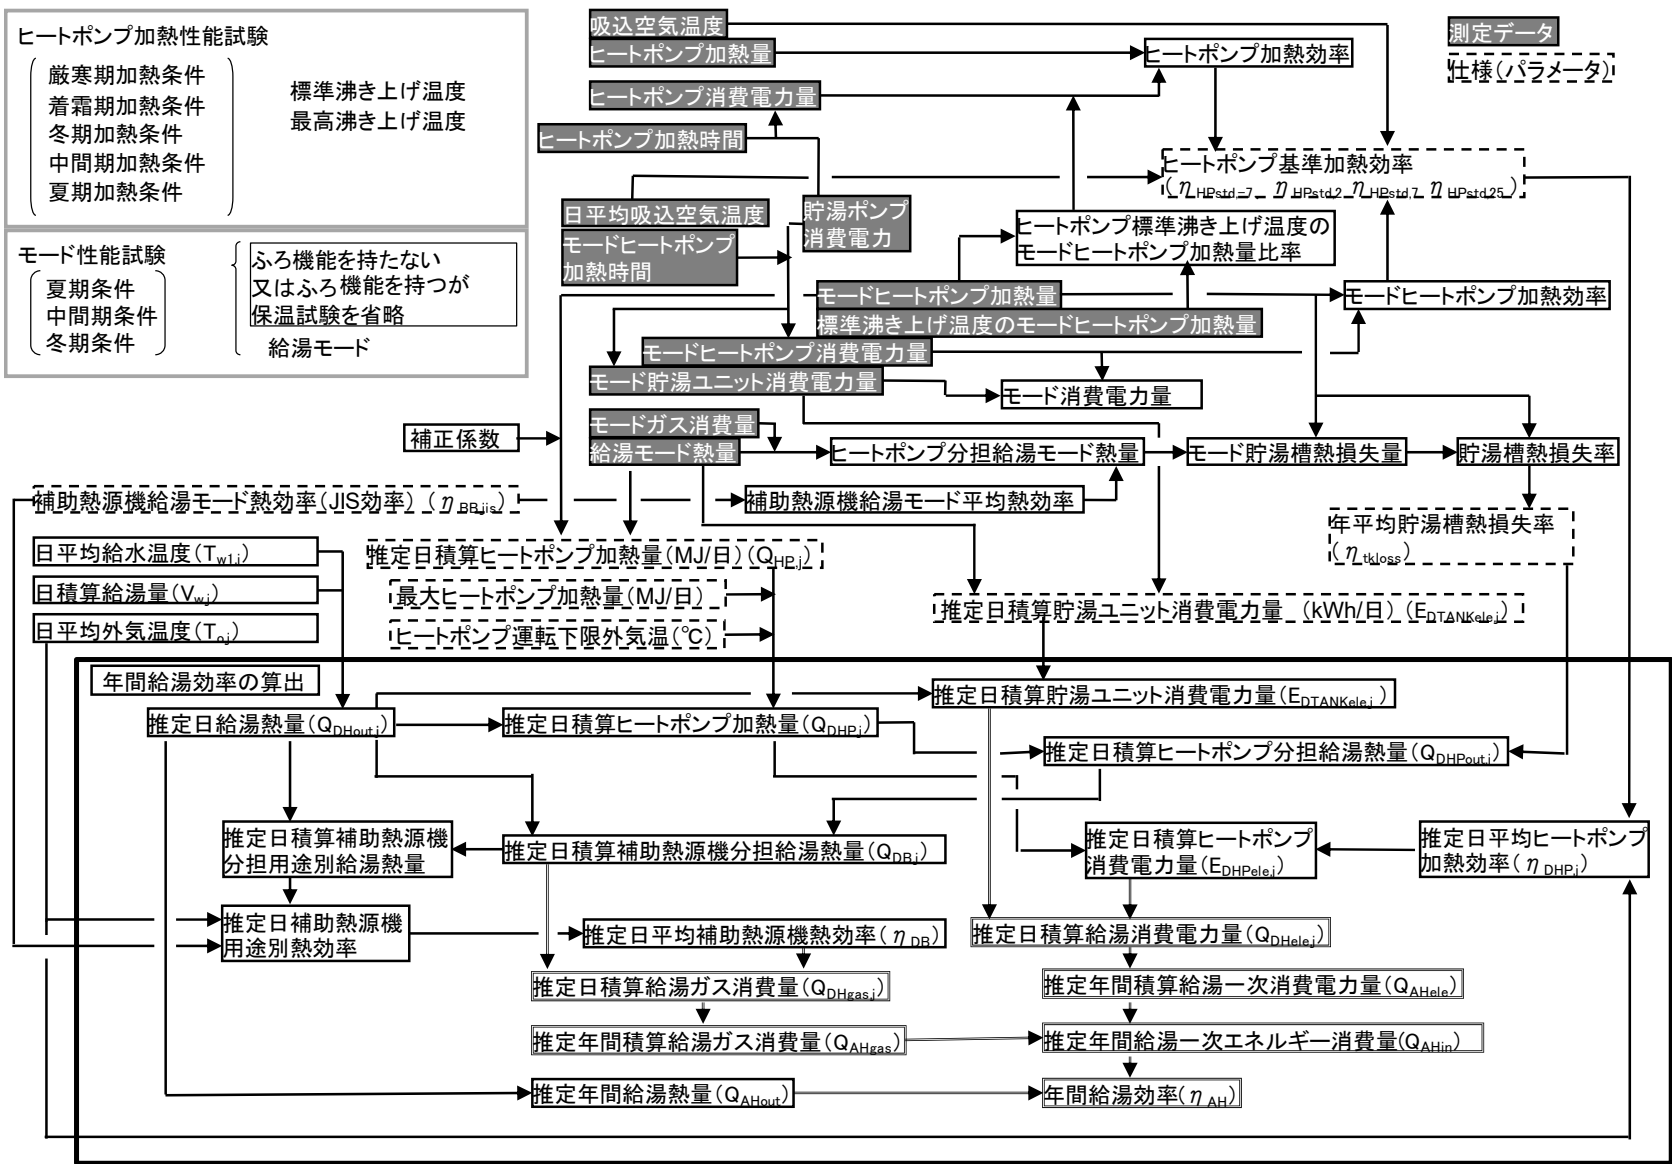 ヒートポンプ加熱性能試験
厳寒期加熱条件
着霜期加熱条件
冬期加熱条件
中間期加熱条件
夏期加熱条件
標準沸き上げ温度
最高沸き上げ温度
モード性能試験
夏期条件
中間期条件
冬期条件
ふろ機能を持たない
又はふろ機能を持つが
保温試験を省略
給湯モード
吸込空気温度
ヒートポンプ加熱量
ヒートポンプ加熱効率
測定データ
仕様(パラメータ)
ヒートポンプ消費電力量
ヒートポンプ加熱時間
ヒートポンプ基準加熱効率
(ηHPstd,-7, ηHPstd,2, ηHPstd,7, ηHPstd,25)
日平均吸込空気温度
貯湯ポンプ
消費電力
モードヒートポンプ
加熱時間
ヒートポンプ標準沸き上げ温度の
モードヒートポンプ加熱量比率
モードヒートポンプ加熱量
モードヒートポンプ加熱効率
標準沸き上げ温度のモードヒートポンプ加熱量
モードヒートポンプ消費電力量
モード貯湯ユニット消費電力量
モード消費電力量
モードガス消費量
補正係数
給湯モード熱量
ヒートポンプ分担給湯モード熱量
モード貯湯槽熱損失量
貯湯槽熱損失率
補助熱源機給湯モード熱効率(JIS効率) (ηBB,jis)
補助熱源機給湯モード平均熱効率
年平均貯湯槽熱損失率
(ηtkloss)
日平均給水温度(Tw1,j)
推定日積算ヒートポンプ加熱量(MJ/日)(QHP,j)
日積算給湯量(Vw,j)
最大ヒートポンプ加熱量(MJ/日)
推定日積算貯湯ユニット消費電力量 (kWh/日)(EDTANKele,j)
日平均外気温度(To,j)
ヒートポンプ運転下限外気温(℃)
年間給湯効率の算出
推定日積算貯湯ユニット消費電力量(EDTANKele,j)
推定日給湯熱量(QDHout,j)
推定日積算ヒートポンプ加熱量(QDHP,j)
推定日積算ヒートポンプ分担給湯熱量(QDHPout,j)
推定日積算補助熱源機
分担用途別給湯熱量
推定日積算補助熱源機分担給湯熱量(QDB,j)
推定日積算ヒートポンプ
消費電力量(EDHPele,j)
推定日平均ヒートポンプ
加熱効率(ηDHP,j)
推定日補助熱源機
用途別熱効率
推定日平均補助熱源機熱効率(ηDB)
推定日積算給湯消費電力量(QDHele,j)
推定日積算給湯ガス消費量(QDHgas,j)
推定年間積算給湯一次消費電力量(QAHele)
推定年間積算給湯ガス消費量(QAHgas)
推定年間給湯一次エネルギー消費量(QAHin)
推定年間給湯熱量(QAHout)
年間給湯効率(ηAH)